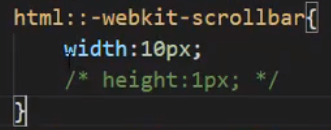 html::-webkit-scrollbar{
    width:10px;
    /* height:1px; */
}